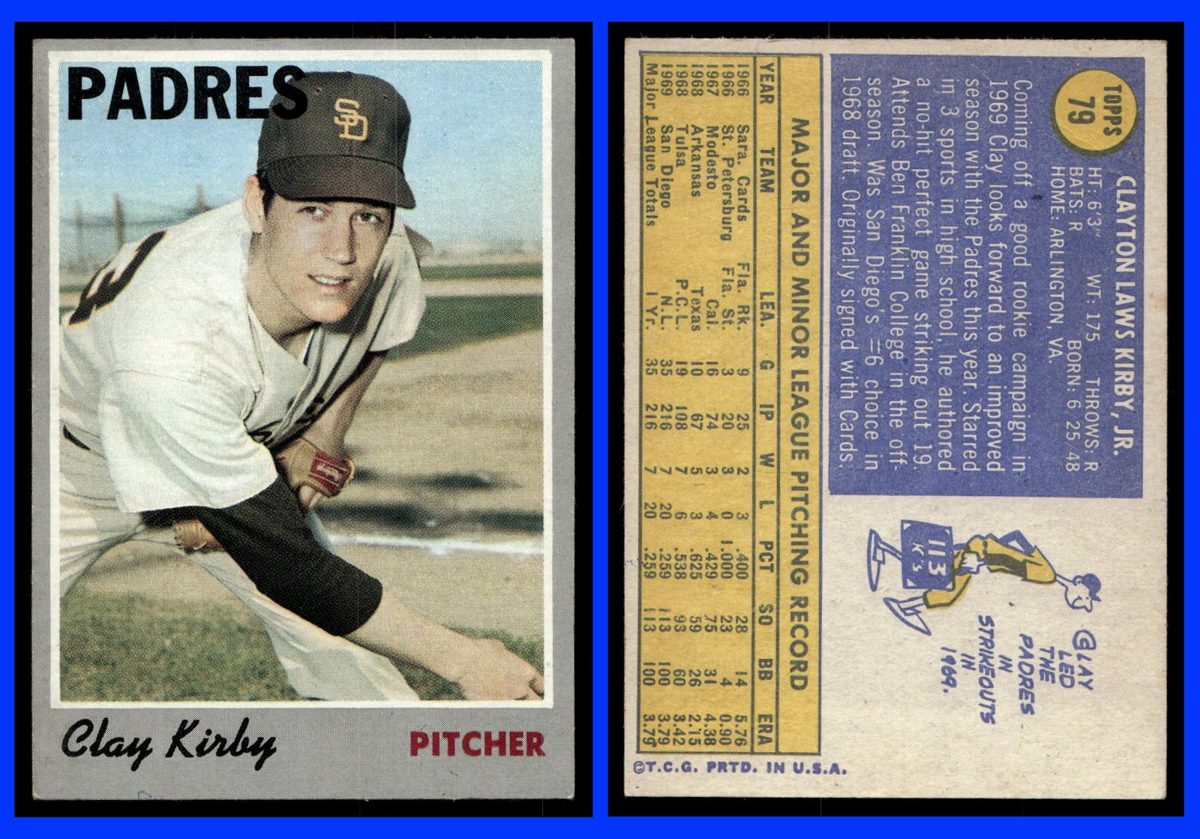 PADRES
SD
Clay Kirby
PITCHER
TOPPS
79
CLAYTON LAWS KIRBY, JR.
HT: 6'3" WT: 175 THROWS: R
BATS: R BORN: 6 25 48
HOME: ARLINGTON, VA
Coming off a good rookie campaign in
1969 Clay looks forward to an improved
season with the Padres this year. Starred
in 3 sports in high school, he authored
a no-hit perfect game striking out 19.
Attends Ben Franklin College in the off-
season. Was San Diego's #6 choice in
1968 draft. Originally signed with Cards.
113
K'S
CLAY
LED
THE
PADRES
IN
STRIKEOUTS
IN
1969.
MAJOR AND MINOR LEAGUE PITCHING RECORD
YEAR TEAM LEA. G IP W L PCT SO BB ERA
1966 Sara. Cards Fla. Rk. 9 25 2 3 .400 28 14 5.76
1966 St. Petersburg Fla. St. 3 20 3 0 1.000 23 4 0.90
1967 Modesto Cal. 16 74 3 4 .429 75 31 4.38
1968 Arkansas Texas 10 67 5 3 .625 59 26 2.15
1968 Tulsa P.C.L. 19 108 7 6 .538 93 60 3.42
1969 San Diego N.L. 35 216 7 20 .259 113 100 3.79
Major League Totals 1 Yr. 35 216 7 20 .259 113 100 3.79
©T.C.G. PRTD. IN U.S.A.